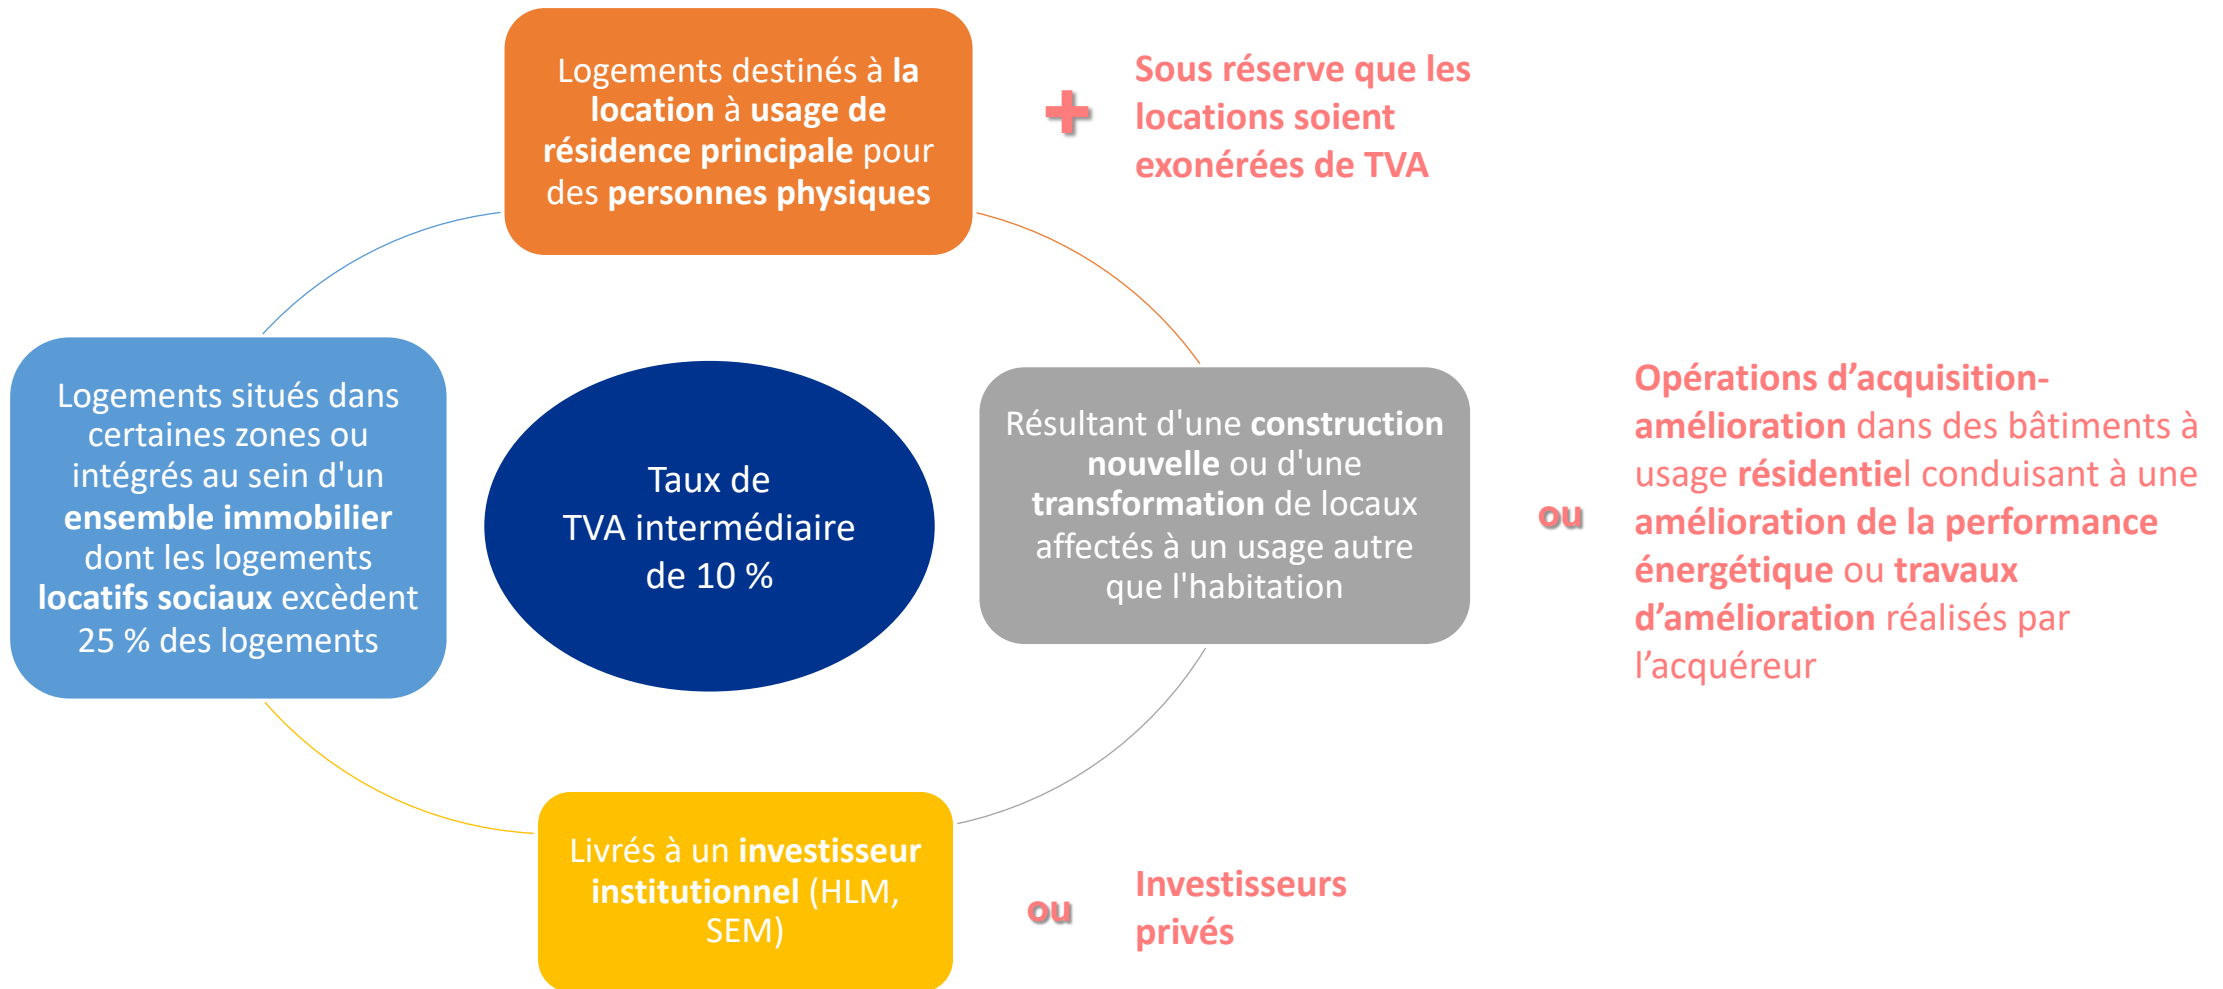 Logements destinés à la
location à usage de
résidence principale pour
des personnes physiques
+
Sous réserve que les
locations soient
exonérées de TVA
Logements situés dans
certaines zones ou
intégrés au sein d'un
ensemble immobilier
dont les logements
locatifs sociaux excèdent
25 % des logements
Taux de
TVA intermédiaire
de 10 %
Résultant d'une construction
nouvelle ou d'une
transformation de locaux
affectés à un usage autre
que l'habitation
ou
Opérations d’acquisition-
amélioration dans des bâtiments à
usage résidentiel conduisant à une
amélioration de la performance
énergétique ou travaux
d’amélioration réalisés par
l’acquéreur
Livrés à un investisseur
institutionnel (HLM,
SEM)
ou
Investisseurs
privés